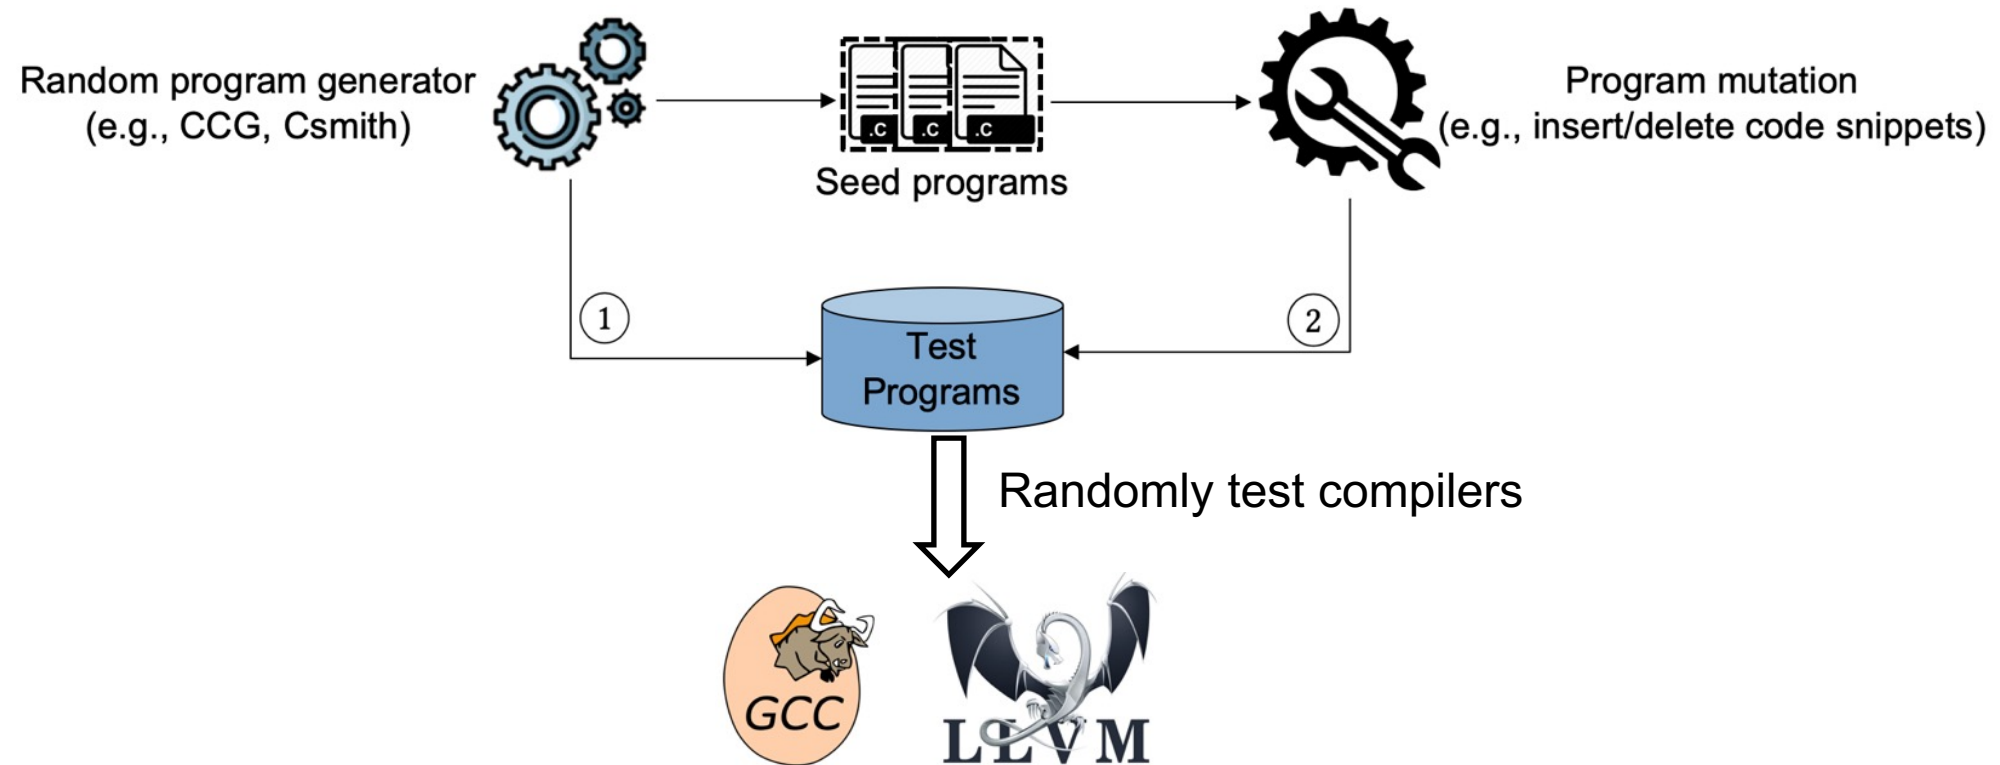 Random program generator
(e.g., CCG, Csmith)
.C
.C
.C
Seed programs
Program mutation
(e.g., insert/delete code snippets)
1
2
Test
Programs
Randomly test compilers
GCC
LLVM